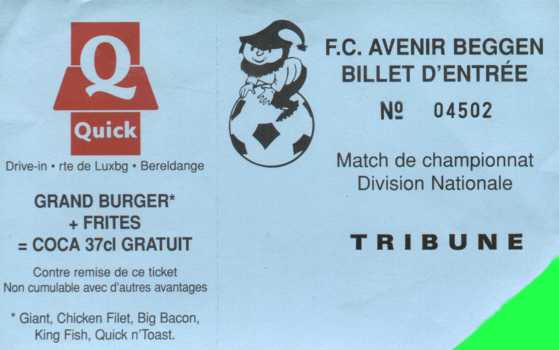 Q
Quick
Drive-in • rte de Luxbg • Bereldange
GRAND BURGER*
+ FRITES
= COCA 37cl GRATUIT
Contre remise de ce ticket
Non cumulable avec d'autres avantages
* Giant, Chicken Filet, Big Bacon,
King Fish, Quick n'Toast.
F.C. AVENIR BEGGEN
BILLET D'ENTRÉE
Nº 04502
Match de championnat
Division Nationale
TRIBUNE